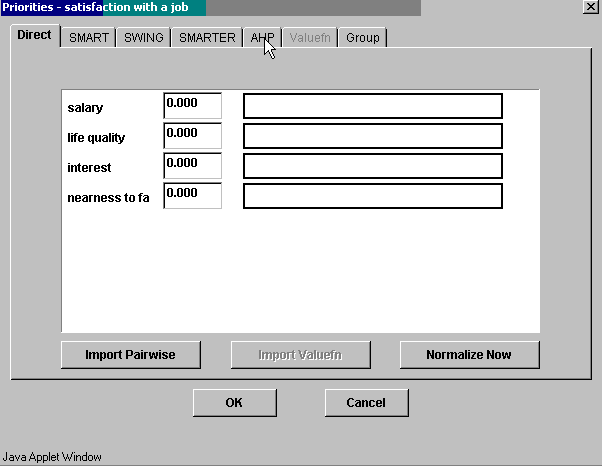 Priorities - satisfaction with a job
Direct SMART SWING SMARTER AHP Valuefn Group
salary 0.000
life quality 0.000
interest 0.000
nearness to fa 0.000
Import Pairwise Import Valuefn Normalize Now
OK Cancel
Java Applet Window